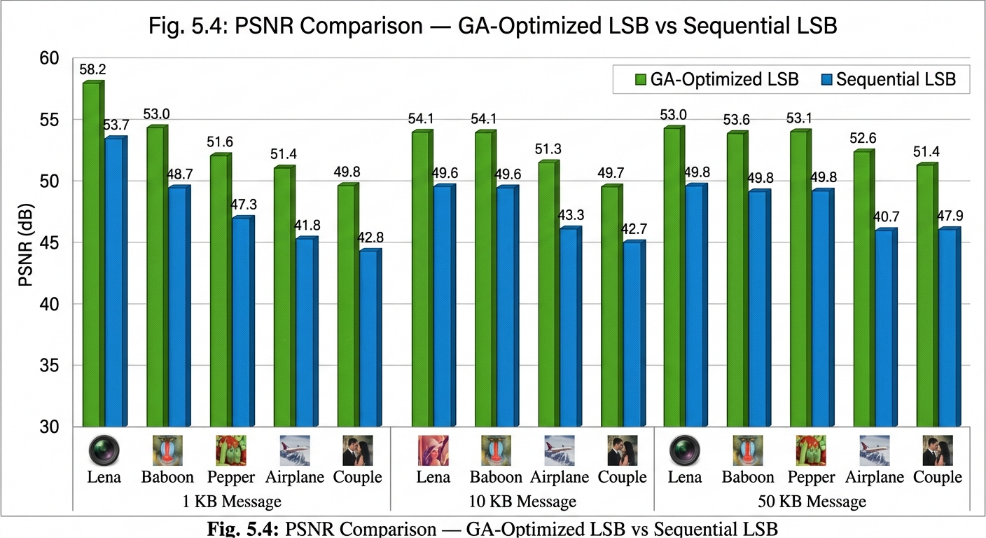 Fig. 5.4: PSNR Comparison — GA-Optimized LSB vs Sequential LSB
60
58.2
GA-Optimized LSB Sequential LSB
55
53.7 53.0 54.1 54.1 53.0 53.6 53.1 52.6
51.6 51.4 51.3 51.4
50
48.7 49.8 49.6 49.6 49.7 49.8 49.8 49.8
47.3 47.9
45
41.8 42.8 43.3 42.7 40.7
PSNR (dB)
40
35
30
Lena Baboon Pepper Airplane Couple Lena Baboon Airplane Couple Lena Baboon Pepper Airplane Couple
1 KB Message 10 KB Message 50 KB Message
Fig. 5.4: PSNR Comparison — GA-Optimized LSB vs Sequential LSB